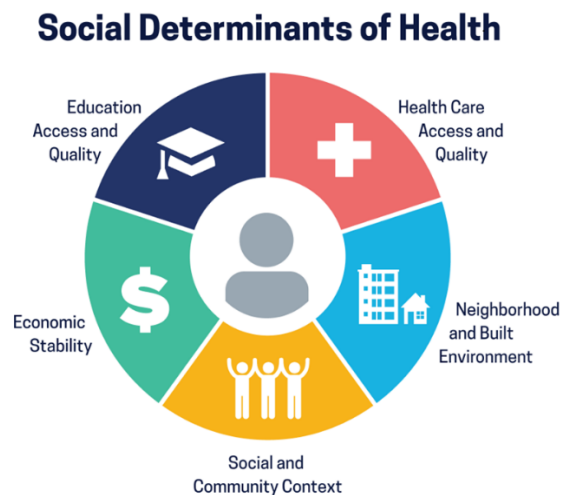 Social Determinants of Health
Education
Access and
Quality
Health Care
Access and
Quality
Economic
Stability
$
Neighborhood
and Built
Environment
Social and
Community Context